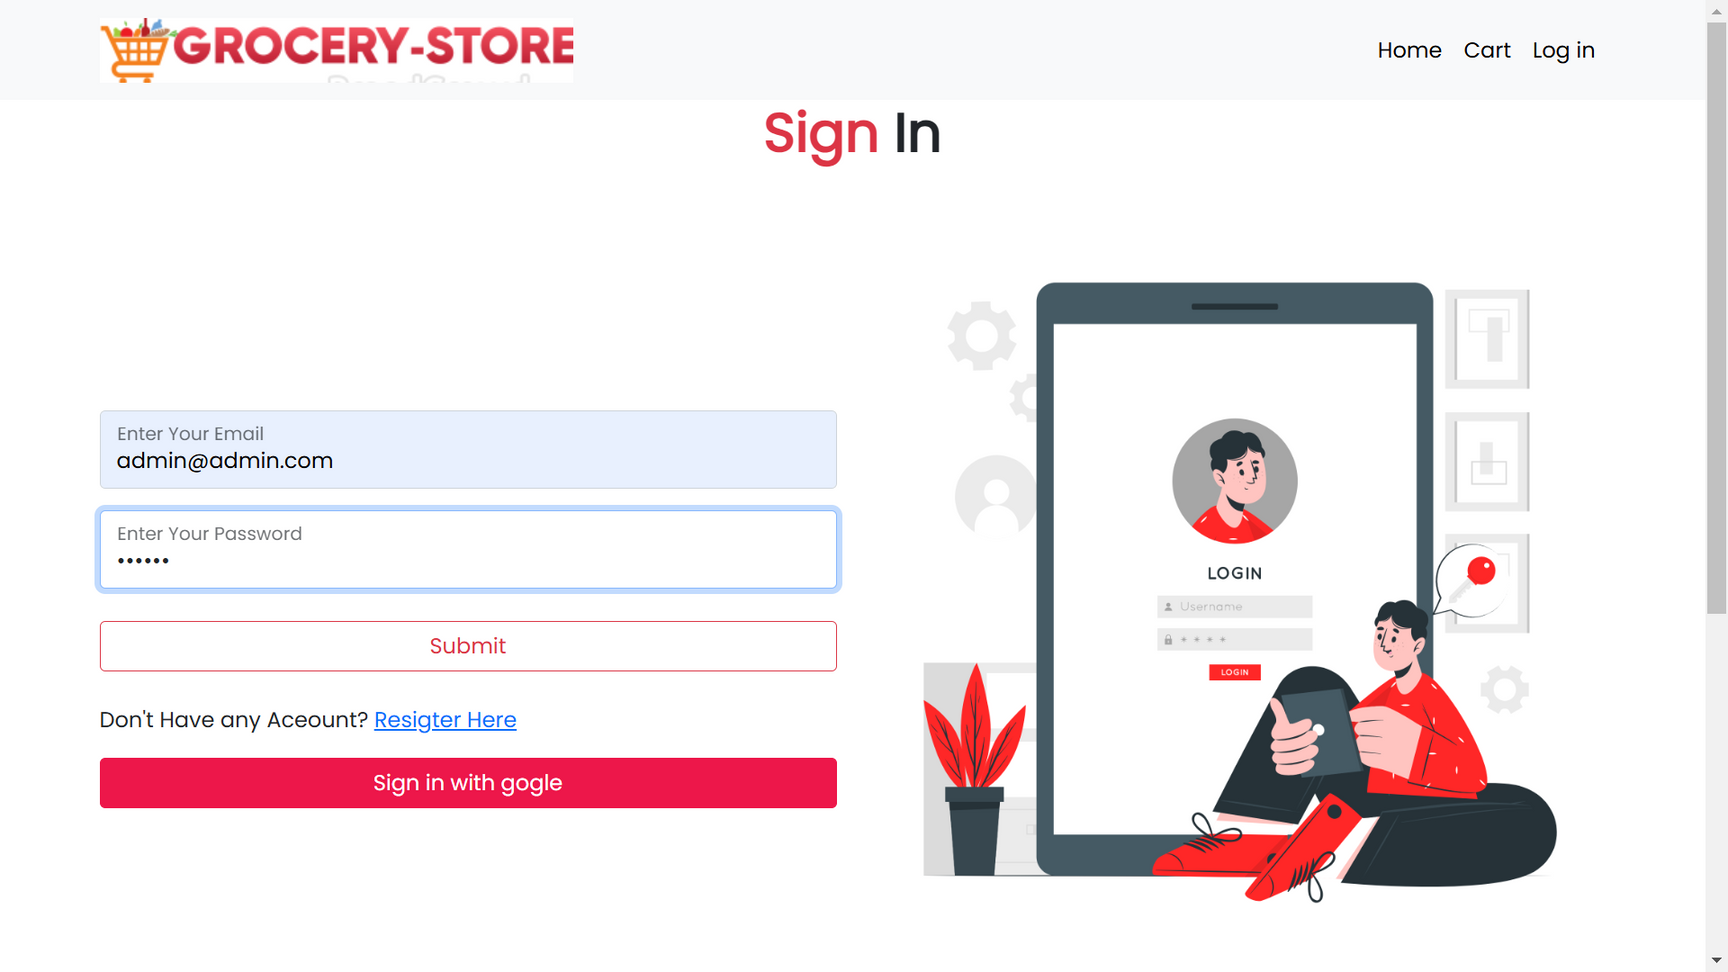 GROCERY-STORE
Home Cart Log in
Sign In
Enter Your Email
admin@admin.com
Enter Your Password
••••••
Submit
Don't Have any Aceount? Resigter Here
Sign in with gogle
LOGIN
Username
* * * *
LOGIN